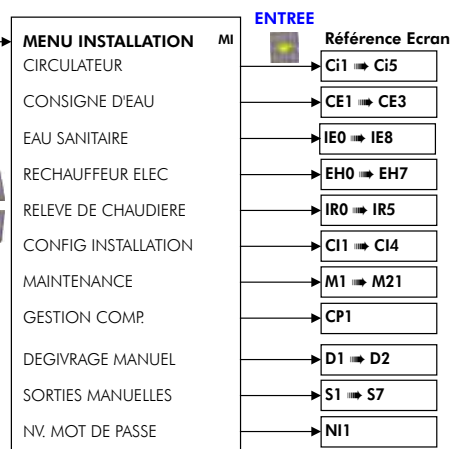 ENTREE
MENU INSTALLATION MI Référence Ecran
CIRCULATEUR Ci1 ➠ Ci5
CONSIGNE D'EAU CE1 ➠ CE3
EAU SANITAIRE IE0 ➠ IE8
RECHAUFFEUR ELEC EH0 ➠ EH7
RELEVE DE CHAUDIERE IR0 ➠ IR5
CONFIG INSTALLATION CI1 ➠ CI4
MAINTENANCE M1 ➠ M21
GESTION COMP. CP1
DEGIVRAGE MANUEL D1 ➠ D2
SORTIES MANUELLES S1 ➠ S7
NV. MOT DE PASSE NI1